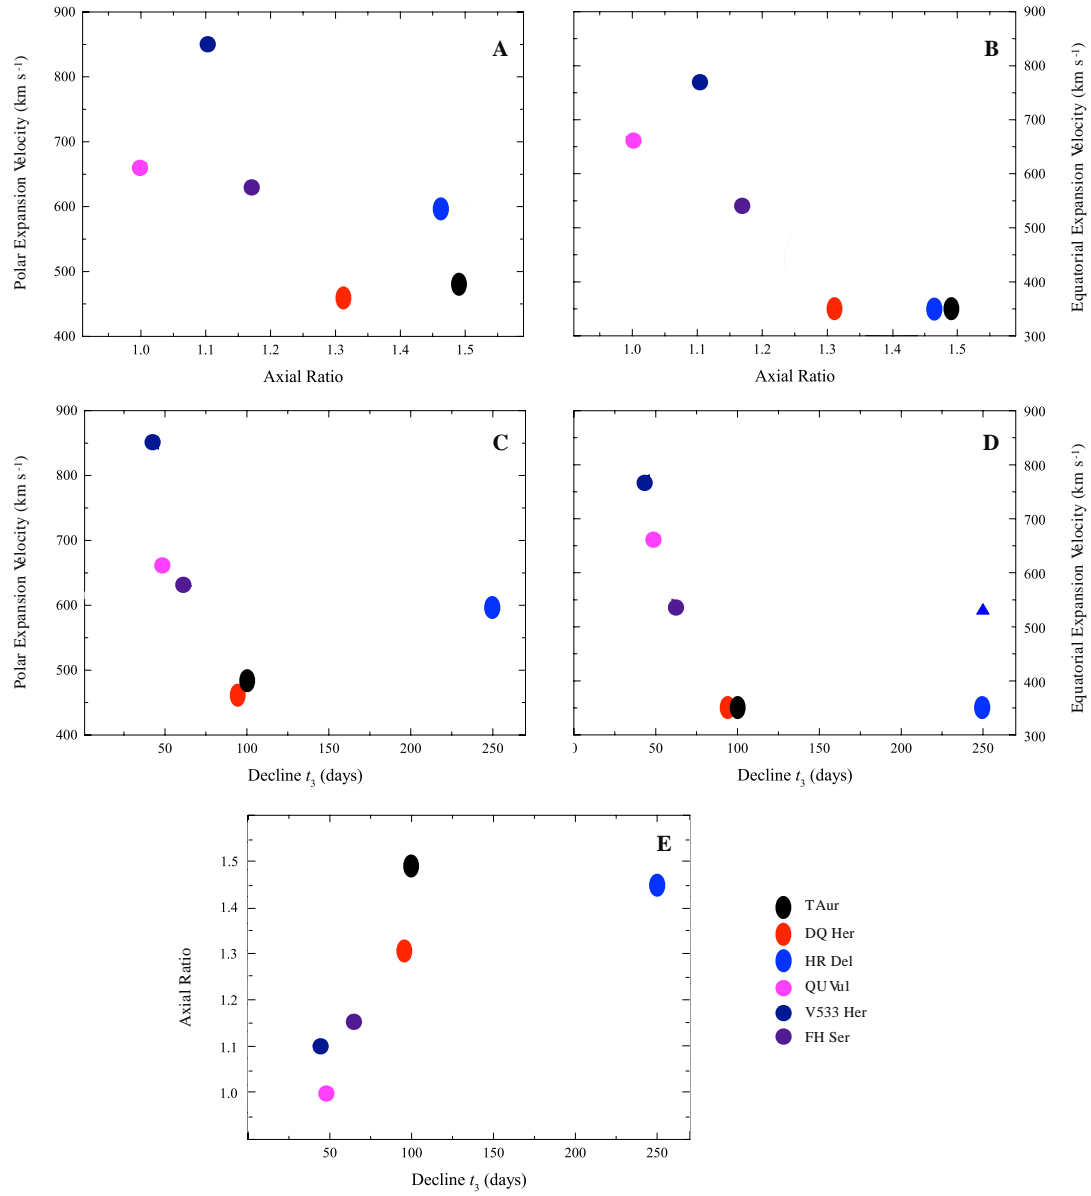 A
900
800
700
600
500
400
1.0 1.1 1.2 1.3 1.4 1.5
Polar Expansion Velocity (km s-1)
Axial Ratio
B
900
800
700
600
500
400
300
1.0 1.1 1.2 1.3 1.4 1.5
Equatorial Expansion Velocity (km s-1)
Axial Ratio
C
900
800
700
600
500
400
50 100 150 200 250
Polar Expansion Velocity (km s-1)
Decline t3 (days)
D
900
800
700
600
500
400
300
0 50 100 150 200 250
Equatorial Expansion Velocity (km s-1)
Decline t3 (days)
E
1.5
1.4
1.3
1.2
1.1
1.0
50 100 150 200 250
Axial Ratio
Decline t3 (days)
T Aur
DQ Her
HR Del
QU Vul
V533 Her
FH Ser